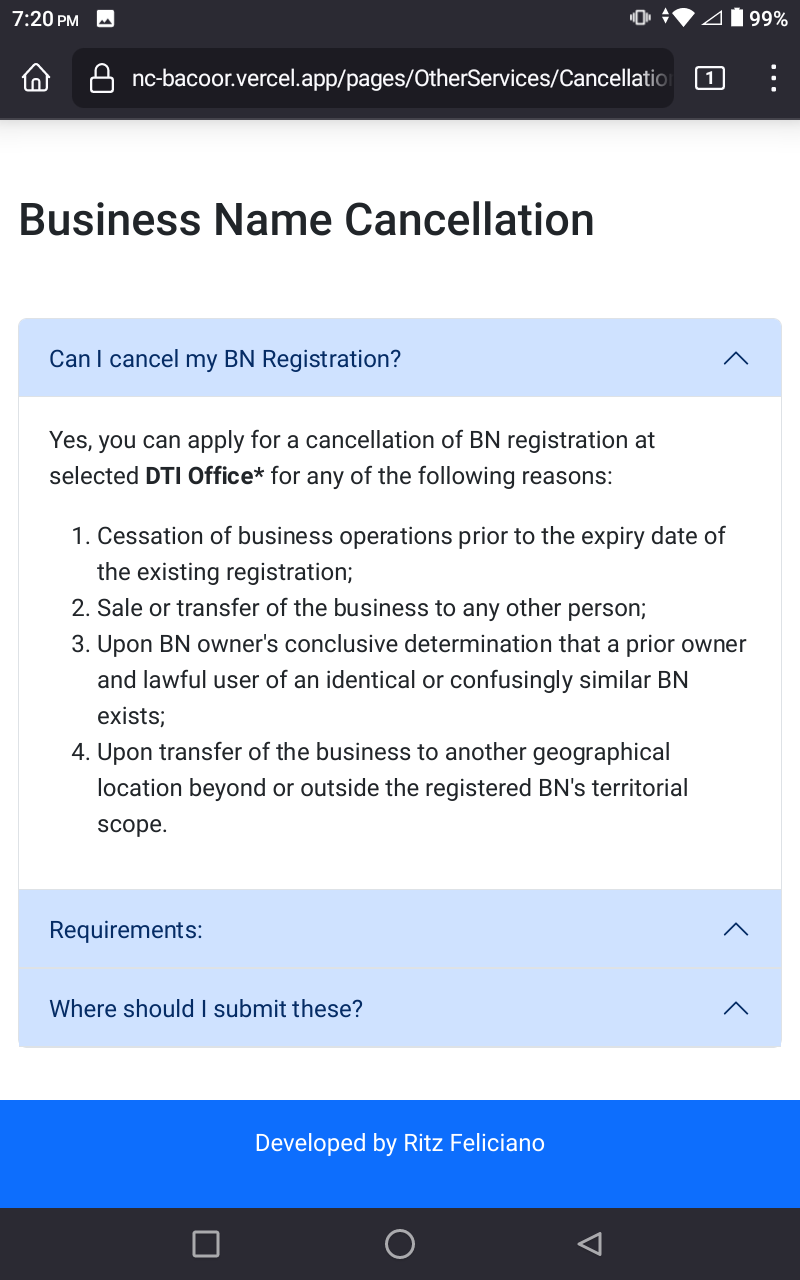 7:20 PM
99%
nc-bacoor.vercel.app/pages/OtherServices/Cancellatio
1
Business Name Cancellation
Can I cancel my BN Registration?
Yes, you can apply for a cancellation of BN registration at
selected DTI Office* for any of the following reasons:
1. Cessation of business operations prior to the expiry date of
the existing registration;
2. Sale or transfer of the business to any other person;
3. Upon BN owner's conclusive determination that a prior owner
and lawful user of an identical or confusingly similar BN
exists;
4. Upon transfer of the business to another geographical
location beyond or outside the registered BN's territorial
scope.
Requirements:
Where should I submit these?
Developed by Ritz Feliciano